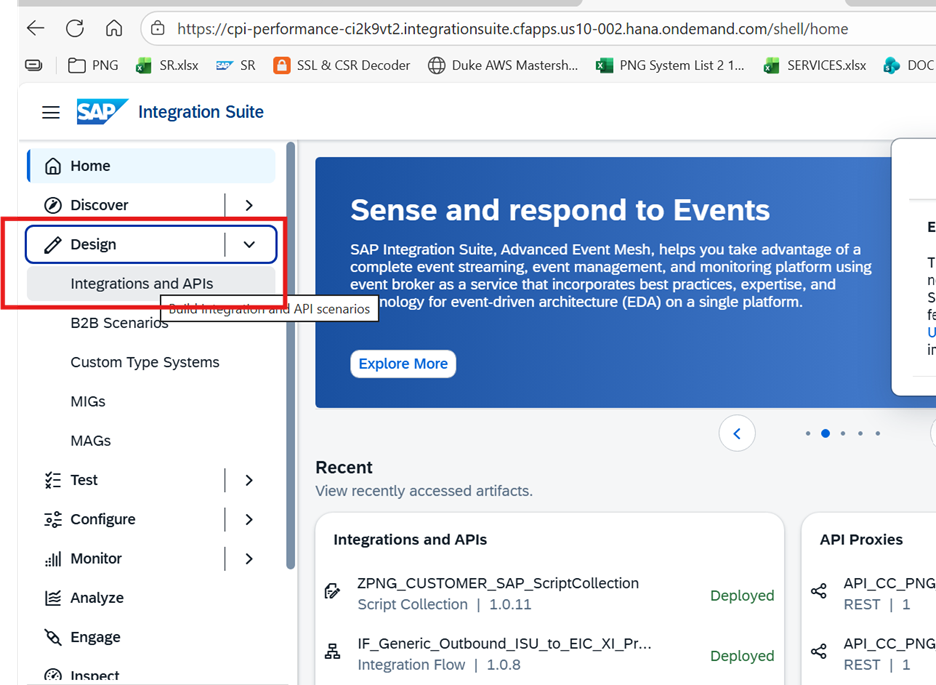 https://cpi-performance-ci2k9vt2.integrationsuite.cfapps.us10-002.hana.ondemand.com/shell/home
PNG SR.xlsx SAP SR SSL & CSR Decoder Duke AWS Mastersh... PNG System List 2 1... SERVICES.xlsx DOC
SAP Integration Suite
Home
Discover
Design
Integrations and APIs
Build integration and API scenarios
B2B Scenarios
Custom Type Systems
MIGs
MAGs
Test
Configure
Monitor
Analyze
Engage
Inspect
Sense and respond to Events
SAP Integration Suite, Advanced Event Mesh, helps you take advantage of a
complete event streaming, event management, and monitoring platform using
event broker as a service that incorporates best practices, expertise, and
nology for event-driven architecture (EDA) on a single platform.
Explore More
Recent
View recently accessed artifacts.
Integrations and APIs
ZPNG_CUSTOMER_SAP_ScriptCollection
Script Collection | 1.0.11
Deployed
IF_Generic_Outbound_ISU_to_EIC_XI_Pr...
Integration Flow | 1.0.8
Deployed
API Proxies
API_CC_PNG
REST | 1
API_CC_PNG
REST | 1